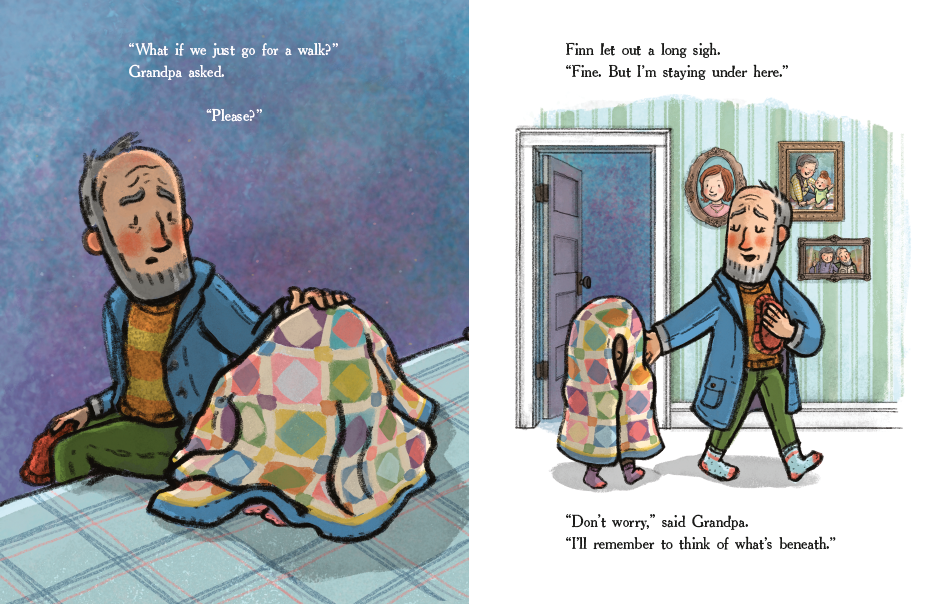 “What if we just go for a walk?”
Grandpa asked.
“Please?”
Finn let out a long sigh.
“Fine. But I’m staying under here.”
“Don’t worry,” said Grandpa.
“I’ll remember to think of what’s beneath.”